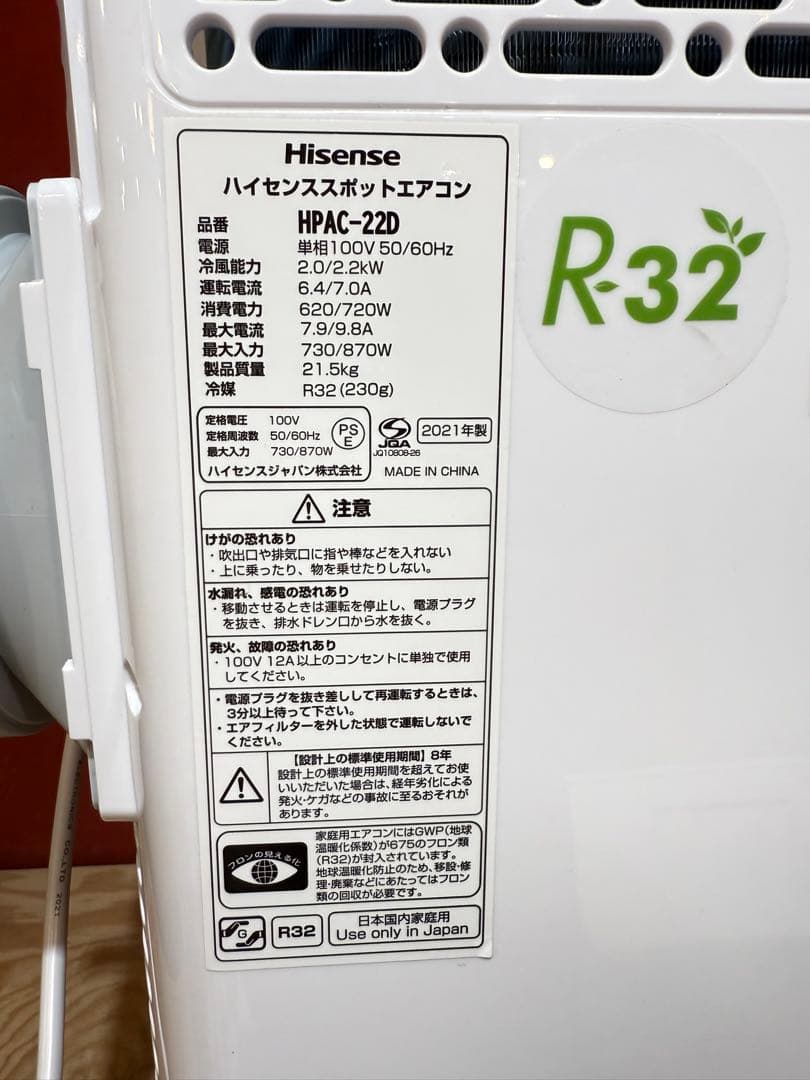 Hisense
ハイセンススポットエアコン
品番 HPAC-22D
電源 単相100V 50/60Hz
冷風能力 2.0/2.2kW
運転電流 6.4/7.0A
消費電力 620/720W
最大電流 7.9/9.8A
最大入力 730/870W
製品質量 21.5kg
冷媒 R32 (230g)
定格電圧 100V
定格周波数 50/60Hz
最大入力 730/870W
ハイセンスジャパン株式会社
PS
E
JQA
JQ10808-26
2021年製
MADE IN CHINA
注意
けがの恐れあり
・吹出口や排気口に指や棒などを入れない
・上に乗ったり、物を乗せたりしない。
水漏れ、感電の恐れあり
・移動させるときは運転を停止し、電源プラグ
を抜き、排水ドレン口から水を抜く。
発火、故障の恐れあり
・100V 12A以上のコンセントに単独で使用
してください。
・電源プラグを抜き差しして再運転するときは、
3分以上待って下さい。
・エアフィルターを外した状態で運転しないで
ください。
【設計上の標準使用期間】8年
設計上の標準使用期間を超えてお使
いいただいた場合は、経年劣化による
発火・ケガなどの事故に至るおそれが
あります。
フロンの見える化
家庭用エアコンにはGWP(地球
温暖化係数)が675のフロン類
(R32)が封入されています。
地球温暖化防止のため、移設・修
理・廃棄などにあたってはフロン
類の回収が必要です。
G
R32
日本国内家庭用
Use only in Japan
R-32
CO.,LTD 2021